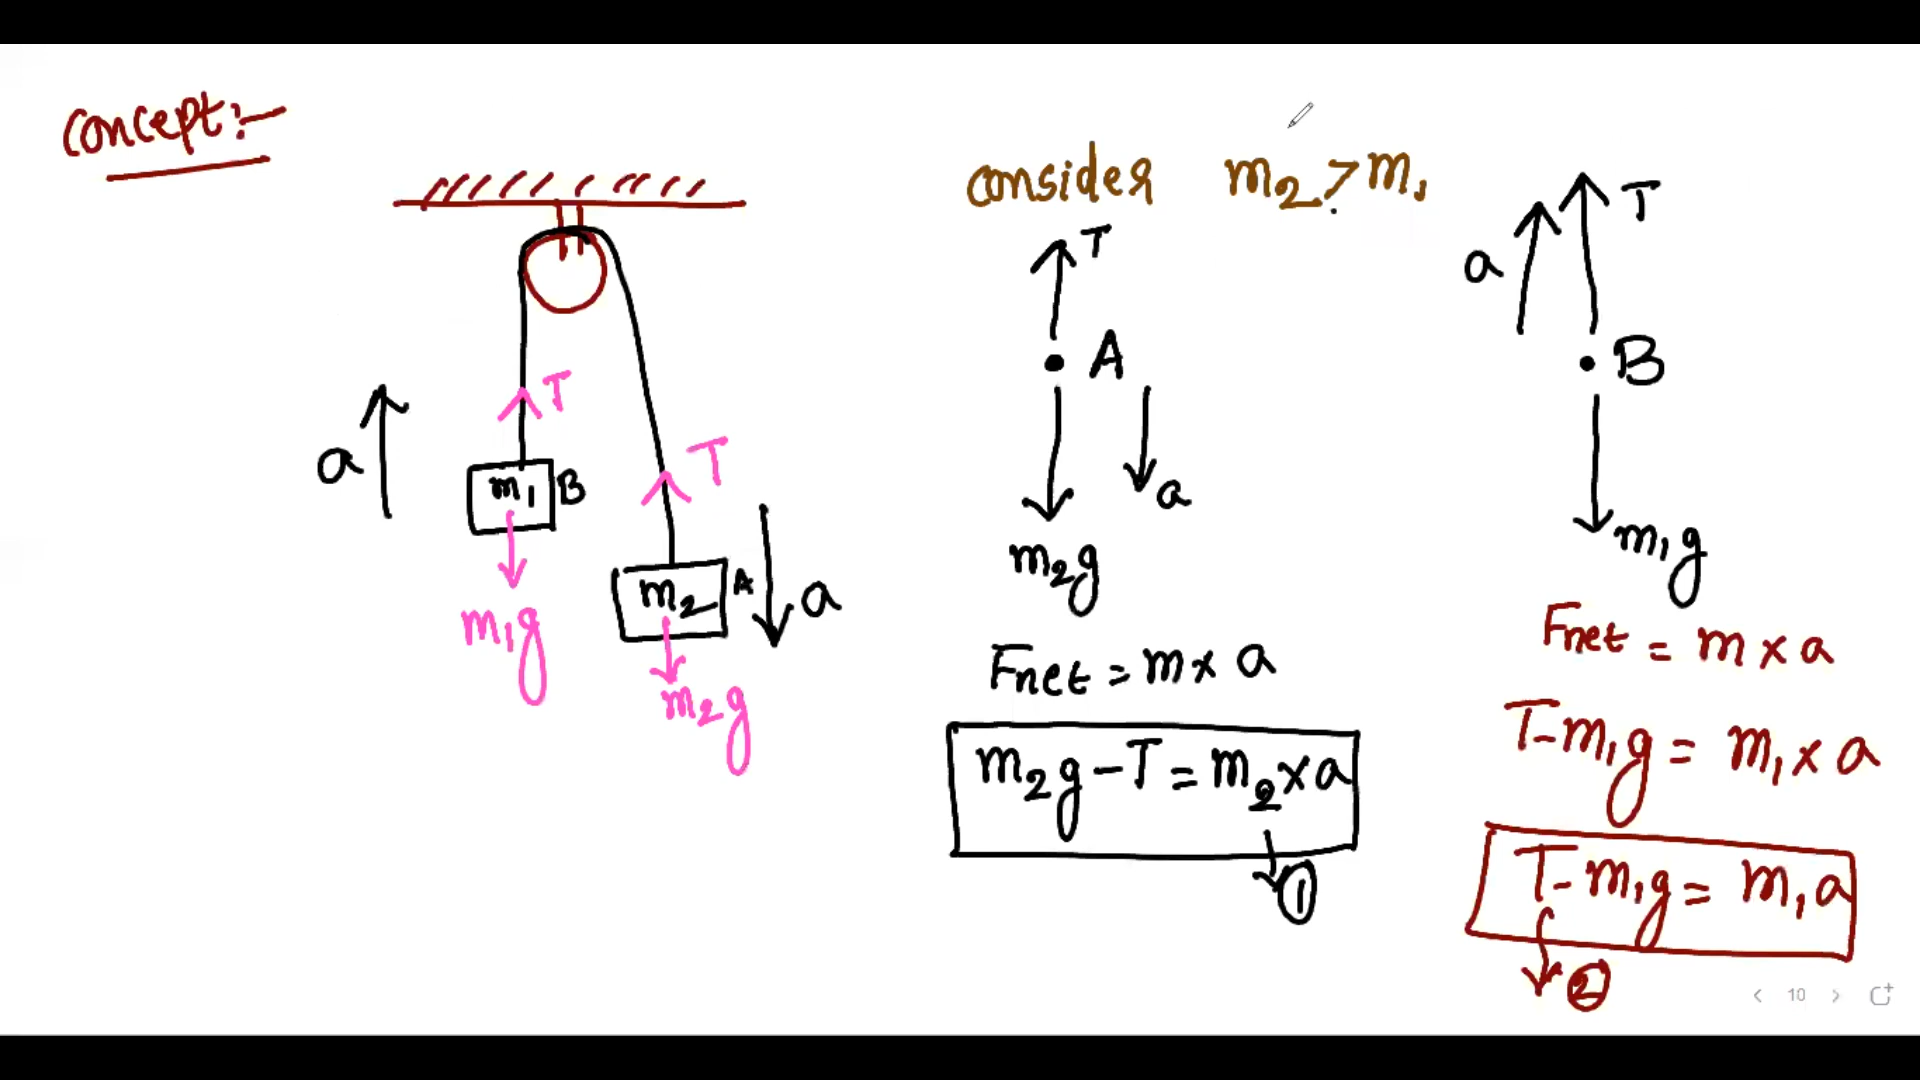 concept:-
consider m₂ > m₁
T
a
T
A
B
a
m₂g
m₁g
T
T
a
m₁ B
m₂ A
a
m₁g
m₂g
Fnet = m × a
m₂g - T = m₂ × a
①
Fnet = m × a
T - m₁g = m₁ × a
T - m₁g = m₁a
②
< 10 >